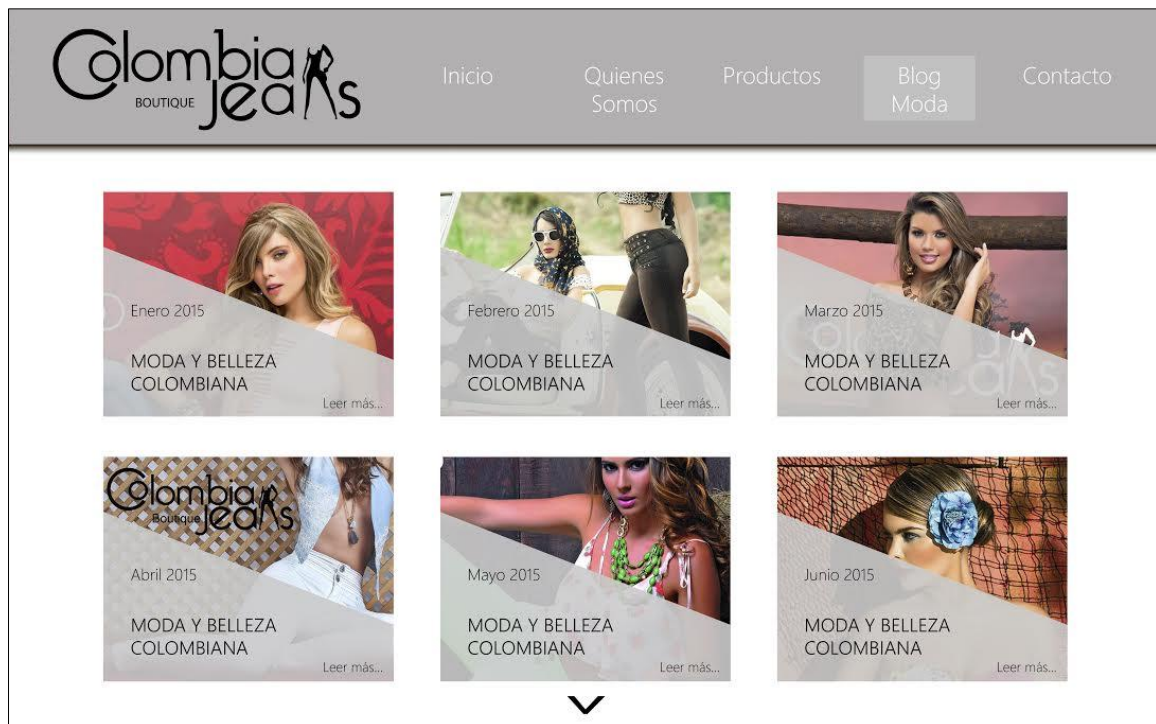 Colombia
BOUTIQUE Jeans
Inicio
Quienes
Somos
Productos
Blog
Moda
Contacto
Enero 2015
MODA Y BELLEZA
COLOMBIANA
Leer más...
Febrero 2015
MODA Y BELLEZA
COLOMBIANA
Leer más...
Marzo 2015
Colombia
Jeans
MODA Y BELLEZA
COLOMBIANA
Leer más...
Colombia
Boutique Jeans
Abril 2015
MODA Y BELLEZA
COLOMBIANA
Leer más...
Mayo 2015
MODA Y BELLEZA
COLOMBIANA
Leer más...
Junio 2015
MODA Y BELLEZA
COLOMBIANA
Leer más...